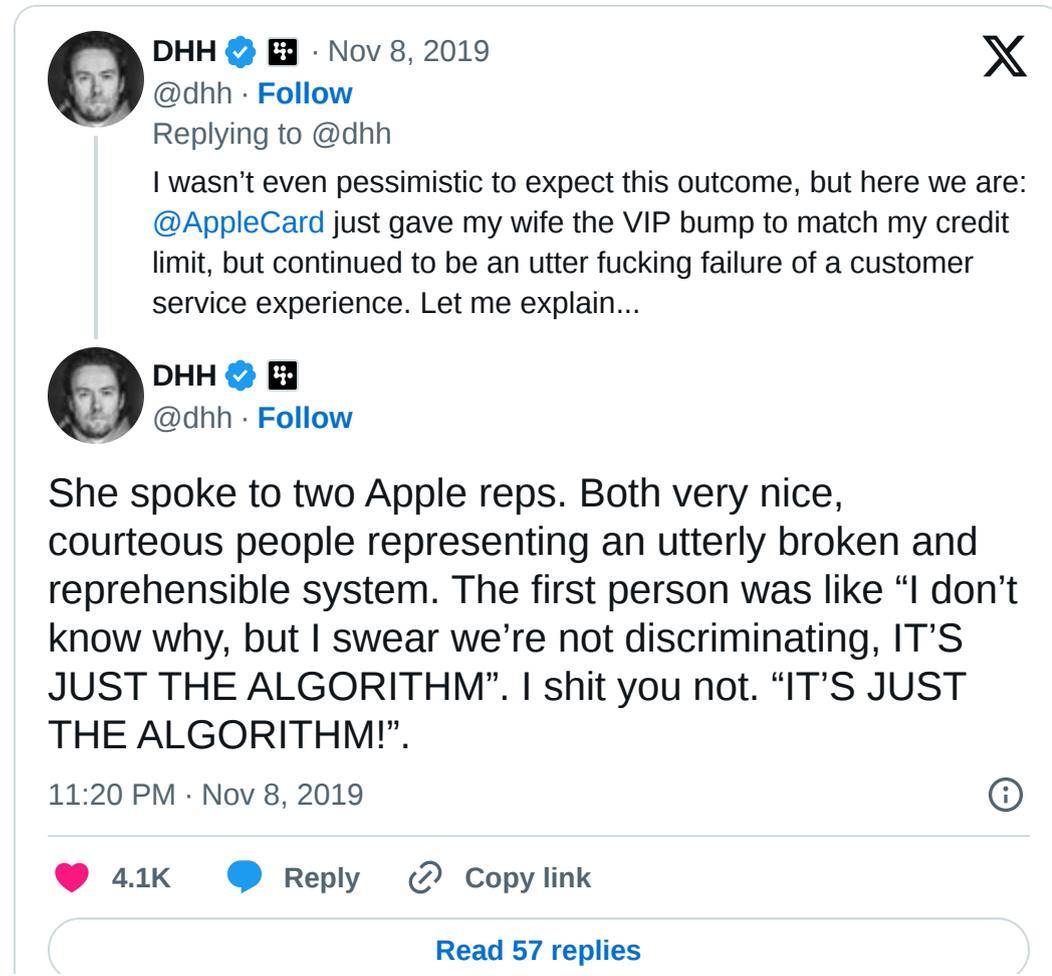 DHH · Nov 8, 2019
@dhh · Follow
Replying to @dhh
I wasn’t even pessimistic to expect this outcome, but here we are:
@AppleCard just gave my wife the VIP bump to match my credit
limit, but continued to be an utter fucking failure of a customer
service experience. Let me explain...
DHH
@dhh · Follow
She spoke to two Apple reps. Both very nice,
courteous people representing an utterly broken and
reprehensible system. The first person was like “I don’t
know why, but I swear we’re not discriminating, IT’S
JUST THE ALGORITHM”. I shit you not. “IT’S JUST
THE ALGORITHM!”.
11:20 PM · Nov 8, 2019
4.1K Reply Copy link
Read 57 replies